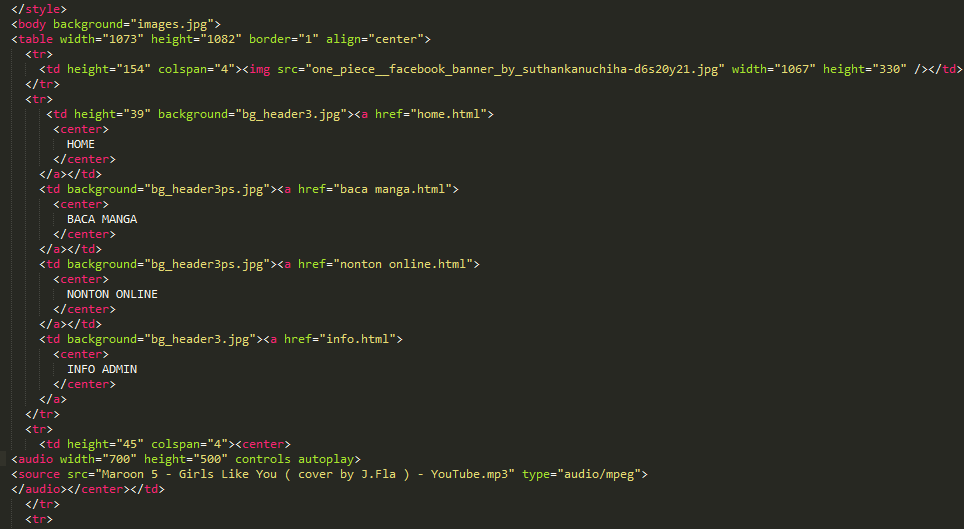 </style>
<body background="images.jpg">
<table width="1073" height="1082" border="1" align="center">
<tr>
<td height="154" colspan="4"><img src="one_piece__facebook_banner_by_suthankanuchiha-d6s20y21.jpg" width="1067" height="330" /></td>
</tr>
<tr>
<td height="39" background="bg_header3.jpg"><a href="home.html">
<center>
HOME
</center>
</a></td>
<td background="bg_header3ps.jpg"><a href="baca manga.html">
<center>
BACA MANGA
</center>
</a></td>
<td background="bg_header3ps.jpg"><a href="nonton online.html">
<center>
NONTON ONLINE
</center>
</a></td>
<td background="bg_header3.jpg"><a href="info.html">
<center>
INFO ADMIN
</center>
</a>
</tr>
<tr>
<td height="45" colspan="4"><center>
<audio width="700" height="500" controls autoplay>
<source src="Maroon 5 - Girls Like You ( cover by J.Fla ) - YouTube.mp3" type="audio/mpeg">
</audio></center></td>
</tr>
<tr>